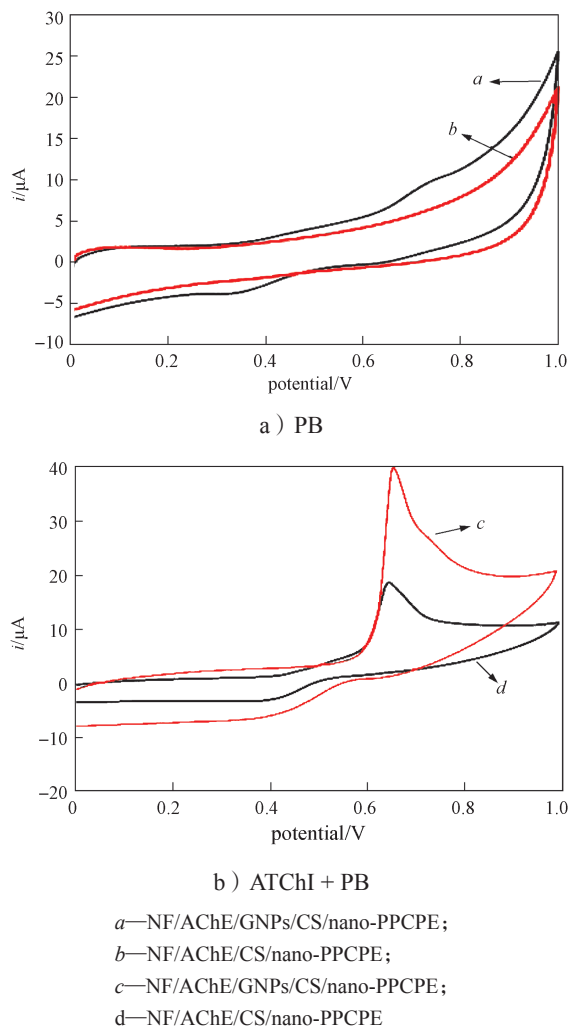 30
25
20
15
10
5
0
−5
−10
i/μA
a
b
0
0.2
0.4
0.6
0.8
1.0
potential/V
a）PB
40
30
20
10
0
−10
−20
i/μA
c
d
0
0.2
0.4
0.6
0.8
1.0
potential/V
b）ATChI + PB
a—NF/AChE/GNPs/CS/nano-PPCPE；
b—NF/AChE/CS/nano-PPCPE；
c—NF/AChE/GNPs/CS/nano-PPCPE；
d—NF/AChE/CS/nano-PPCPE